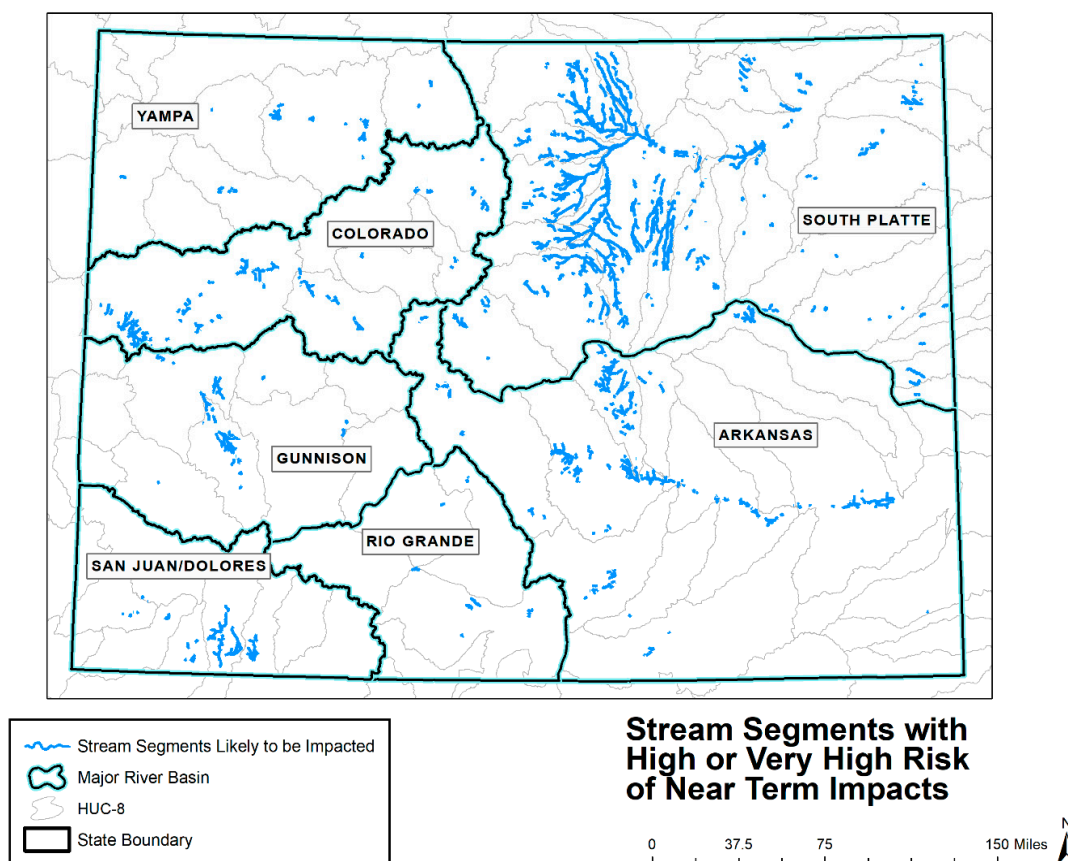 YAMPA
COLORADO
SOUTH PLATTE
ARKANSAS
GUNNISON
RIO GRANDE
SAN JUAN/DOLORES
Stream Segments Likely to be Impacted
Major River Basin
HUC-8
State Boundary
Stream Segments with
High or Very High Risk
of Near Term Impacts
0 37.5 75 150 Miles
N